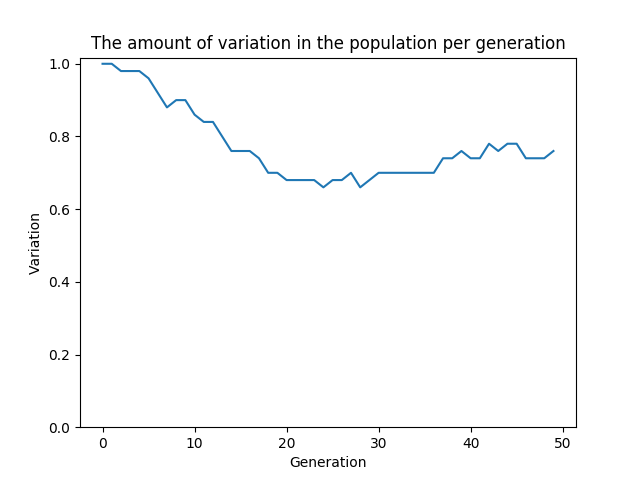 The amount of variation in the population per generation
1.0
0.8
0.6
0.4
0.2
0.0
Variation
0 10 20 30 40 50
Generation